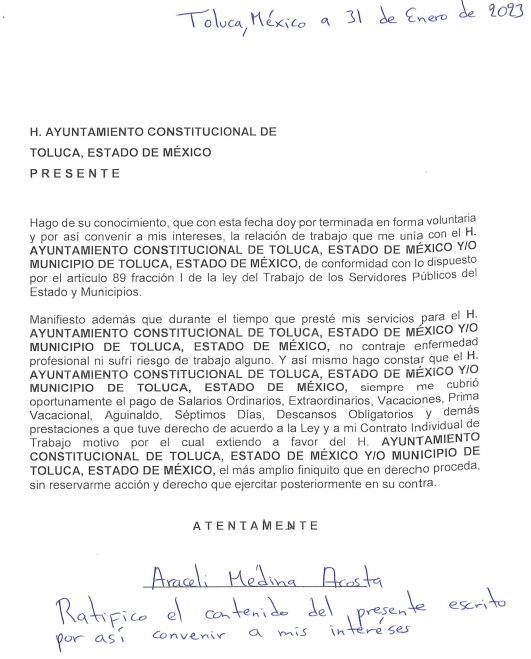 Toluca, México a 31 de Enero de 2023
H. AYUNTAMIENTO CONSTITUCIONAL DE
TOLUCA, ESTADO DE MÉXICO
P R E S E N T E
Hago de su conocimiento, que con esta fecha doy por terminada en forma voluntaria
y por así convenir a mis intereses, la relación de trabajo que me unía con el H.
AYUNTAMIENTO CONSTITUCIONAL DE TOLUCA, ESTADO DE MÉXICO Y/O
MUNICIPIO DE TOLUCA, ESTADO DE MÉXICO, de conformidad con lo dispuesto
por el artículo 89 fracción I de la ley del Trabajo de los Servidores Públicos del
Estado y Municipios.
Manifiesto además que durante el tiempo que presté mis servicios para el H.
AYUNTAMIENTO CONSTITUCIONAL DE TOLUCA, ESTADO DE MÉXICO Y/O
MUNICIPIO DE TOLUCA, ESTADO DE MÉXICO, no contraje enfermedad
profesional ni sufrí riesgo de trabajo alguno. Y así mismo hago constar que el H.
AYUNTAMIENTO CONSTITUCIONAL DE TOLUCA, ESTADO DE MÉXICO Y/O
MUNICIPIO DE TOLUCA, ESTADO DE MÉXICO, siempre me cubrió
oportunamente el pago de Salarios Ordinarios, Extraordinarios, Vacaciones, Prima
Vacacional, Aguinaldo, Séptimos Días, Descansos Obligatorios y demás
prestaciones a que tuve derecho de acuerdo a la Ley y a mi Contrato Individual de
Trabajo motivo por el cual extiendo a favor del H. AYUNTAMIENTO
CONSTITUCIONAL DE TOLUCA, ESTADO DE MÉXICO Y/O MUNICIPIO DE
TOLUCA, ESTADO DE MÉXICO, el más amplio finiquito que en derecho proceda,
sin reservarme acción y derecho que ejercitar posteriormente en su contra.
A T E N T A M E N T E
Araceli Médina Acosta
Ratifico el contenido del presente escrito
por así convenir a mis intéreses